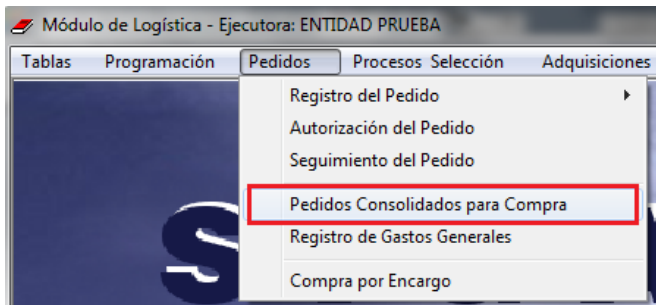 Módulo de Logística - Ejecutora: ENTIDAD PRUEBA
Tablas Programación Pedidos Procesos Selección Adquisiciones
Registro del Pedido
Autorización del Pedido
Seguimiento del Pedido
Pedidos Consolidados para Compra
Registro de Gastos Generales
Compra por Encargo